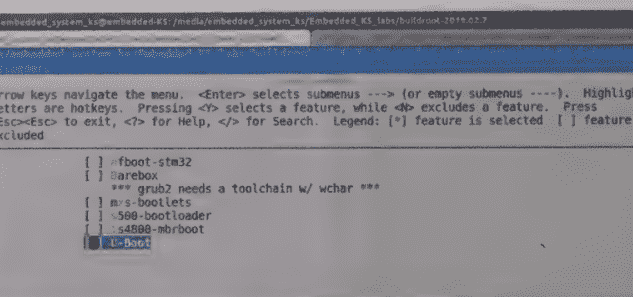 embedded_system_ks@embedded-KS: /media/embedded_system_ks/Embedded_KS_labs/buildroot-2019.02.7
rrow keys navigate the menu. <Enter> selects submenus ---> (or empty submenus ----). Highlig
etters are hotkeys. Pressing <Y> selects a feature, while <N> excludes a feature. Press
Esc><Esc> to exit, <?> for Help, </> for Search. Legend: [*] feature is selected [ ] feature
xcluded
[ ] afboot-stm32
[ ] Barebox
*** grub2 needs a toolchain w/ wchar ***
[ ] mxs-bootlets
[ ] s500-bootloader
[ ] ts4800-mbrboot
[ ] U-Boot